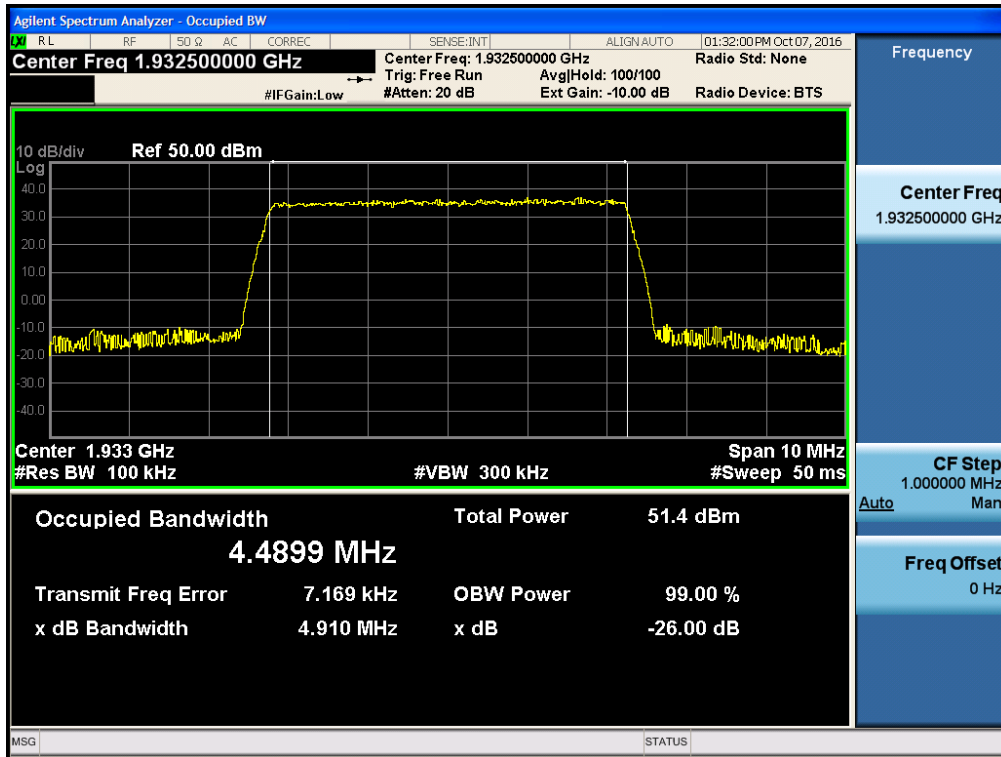 Agilent Spectrum Analyzer - Occupied BW
LXI RL RF 50 Ω AC CORREC SENSE:INT ALIGNAUTO 01:32:00 PM Oct 07, 2016
Center Freq 1.932500000 GHz
Center Freq: 1.932500000 GHz Radio Std: None
Trig: Free Run Avg|Hold: 100/100
#IFGain:Low #Atten: 20 dB Ext Gain: -10.00 dB Radio Device: BTS
Frequency
10 dB/div Ref 50.00 dBm
Log
40.0
30.0
20.0
10.0
0.00
-10.0
-20.0
-30.0
-40.0
Center 1.933 GHz Span 10 MHz
#Res BW 100 kHz #VBW 300 kHz #Sweep 50 ms
Occupied Bandwidth Total Power 51.4 dBm
4.4899 MHz
Transmit Freq Error 7.169 kHz OBW Power 99.00 %
x dB Bandwidth 4.910 MHz x dB -26.00 dB
Center Freq
1.932500000 GHz
CF Step
1.000000 MHz
Auto Man
Freq Offset
0 Hz
MSG STATUS